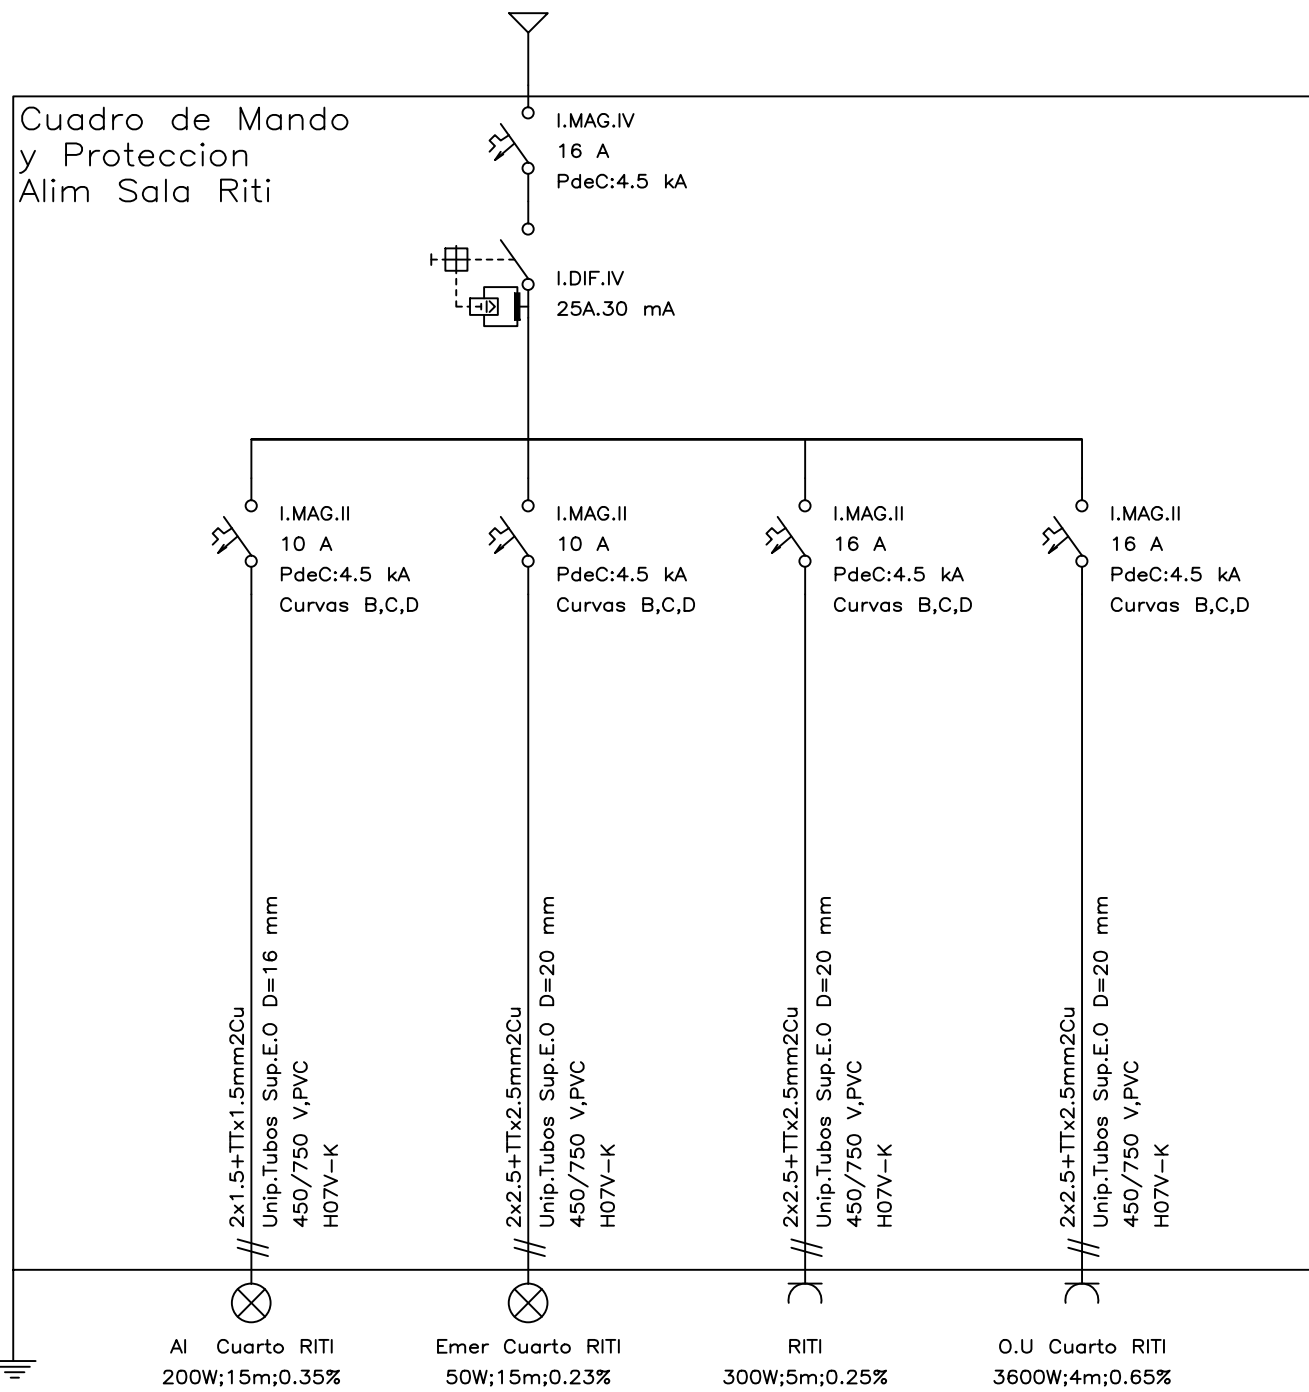 Cuadro de Mando
y Proteccion
Alim Sala Riti
I.MAG.IV
16 A
PdeC:4.5 kA
I.DIF.IV
25A.30 mA
I.MAG.II
10 A
PdeC:4.5 kA
Curvas B,C,D
I.MAG.II
10 A
PdeC:4.5 kA
Curvas B,C,D
I.MAG.II
16 A
PdeC:4.5 kA
Curvas B,C,D
I.MAG.II
16 A
PdeC:4.5 kA
Curvas B,C,D
2x1.5+TTx1.5mm2Cu
Unip.Tubos Sup.E.O D=16 mm
450/750 V,PVC
H07V-K
2x2.5+TTx2.5mm2Cu
Unip.Tubos Sup.E.O D=20 mm
450/750 V,PVC
H07V-K
2x2.5+TTx2.5mm2Cu
Unip.Tubos Sup.E.O D=20 mm
450/750 V,PVC
H07V-K
2x2.5+TTx2.5mm2Cu
Unip.Tubos Sup.E.O D=20 mm
450/750 V,PVC
H07V-K
Al Cuarto RITI
200W;15m;0.35%
Emer Cuarto RITI
50W;15m;0.23%
RITI
300W;5m;0.25%
O.U Cuarto RITI
3600W;4m;0.65%